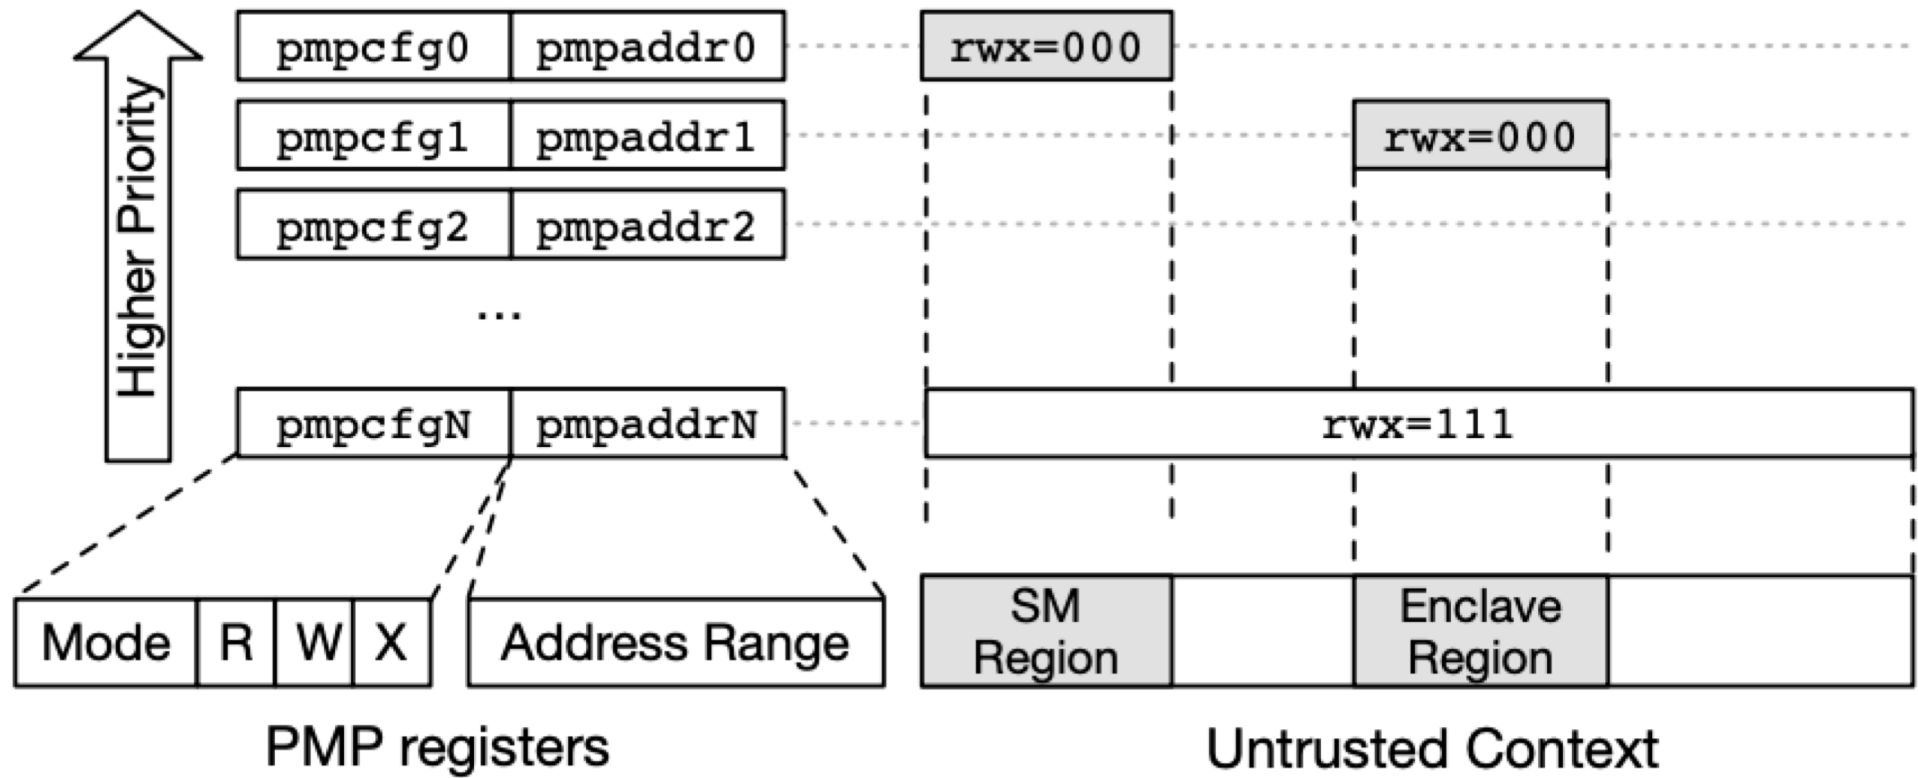 Higher Priority
pmpcfg0 pmpaddr0 rwx=000
pmpcfg1 pmpaddr1 rwx=000
pmpcfg2 pmpaddr2
...
pmpcfgN pmpaddrN rwx=111
Mode R W X Address Range
SM
Region
Enclave
Region
PMP registers
Untrusted Context